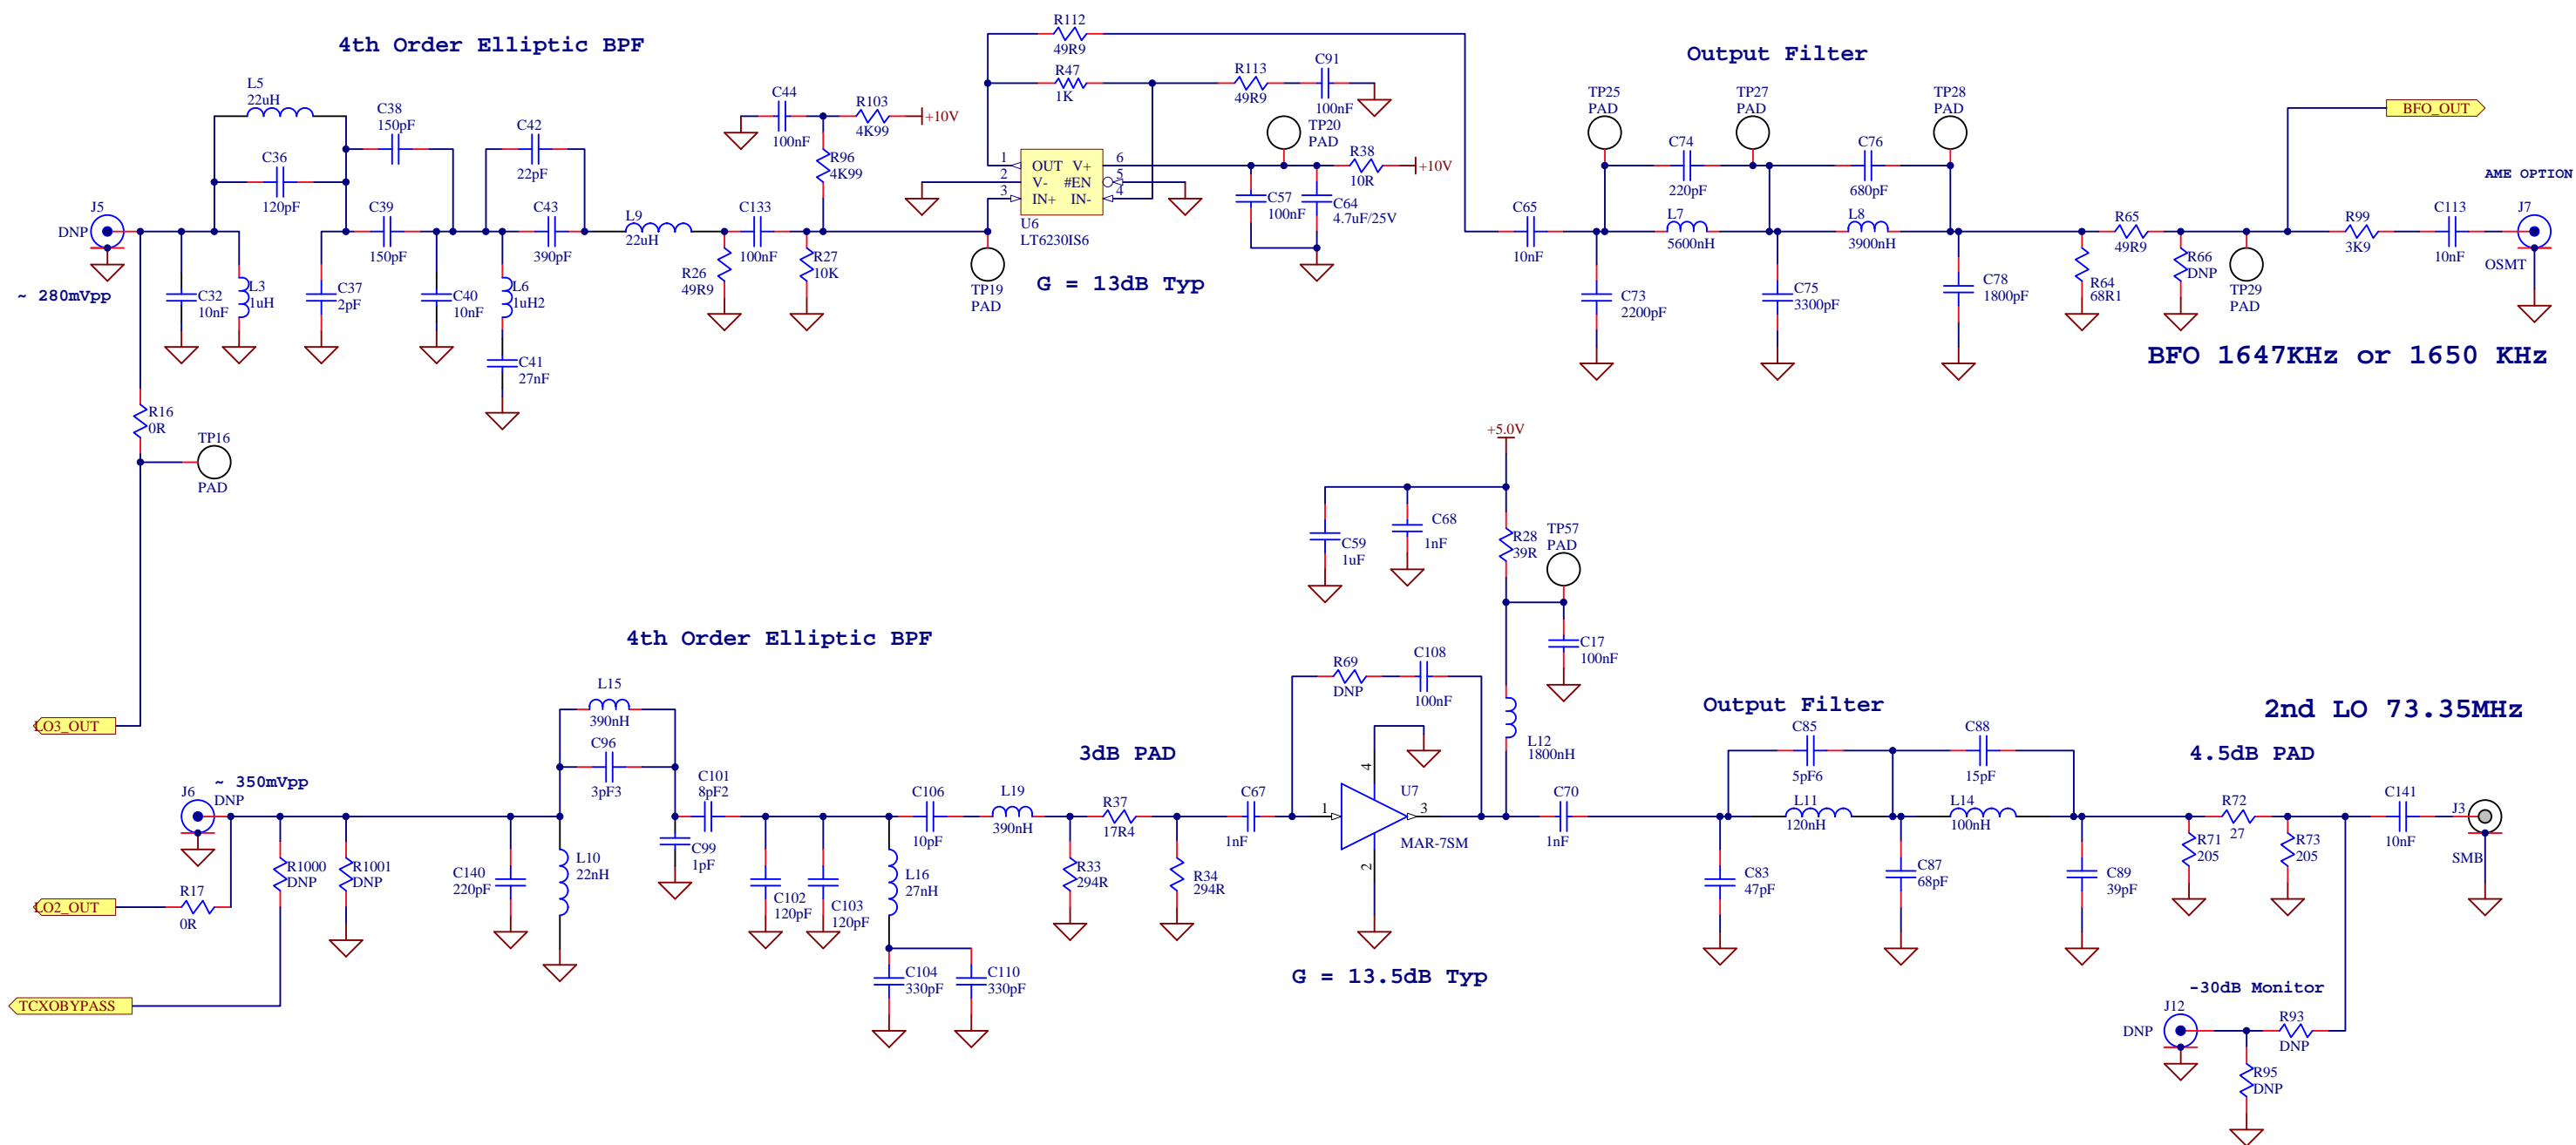 4th Order Elliptic BPF
L5
22uH
C36
120pF
C38
150pF
C39
150pF
C42
22pF
C43
390pF
J5
DNP
~ 280mVpp
C32
10nF
L3
1uH
C37
2pF
C40
10nF
L6
1uH2
C41
27nF
L9
22uH
R26
49R9
C133
100nF
R27
10K
C44
100nF
R103
4K99
+10V
R96
4K99
R112
49R9
R47
1K
R113
49R9
C91
100nF
TP20
PAD
1
2
3
OUT
V-
IN+
V+
#EN
IN-
6
5
4
U6
LT6230IS6
TP19
PAD
G = 13dB Typ
R38
10R
+10V
C57
100nF
C64
4.7uF/25V
Output Filter
TP25
PAD
TP27
PAD
TP28
PAD
C74
220pF
C76
680pF
C65
10nF
L7
5600nH
L8
3900nH
C73
2200pF
C75
3300pF
C78
1800pF
R64
68R1
R65
49R9
R66
DNP
TP29
PAD
BFO_OUT
R99
3K9
C113
10nF
AME OPTION
J7
OSMT
BFO 1647KHz or 1650 KHz
R16
0R
TP16
PAD
LO3_OUT
4th Order Elliptic BPF
L15
390nH
C96
3pF3
~ 350mVpp
J6
DNP
R17
0R
LO2_OUT
TCXOBYPASS
R1000
DNP
R1001
DNP
C140
220pF
L10
22nH
C99
1pF
C101
8pF2
C102
120pF
C103
120pF
L16
27nH
C104
330pF
C110
330pF
C106
10pF
L19
390nH
3dB PAD
R37
17R4
R33
294R
R34
294R
C67
1nF
R69
DNP
C108
100nF
1
4
2
3
U7
MAR-7SM
G = 13.5dB Typ
+5.0V
C59
1uF
C68
1nF
R28
39R
TP57
PAD
C17
100nF
L12
1800nH
C70
1nF
Output Filter
C85
5pF6
C88
15pF
L11
120nH
L14
100nH
C83
47pF
C87
68pF
C89
39pF
2nd LO 73.35MHz
4.5dB PAD
R71
205
R72
27
R73
205
C141
10nF
J3
SMB
-30dB Monitor
J12
DNP
R93
DNP
R95
DNP